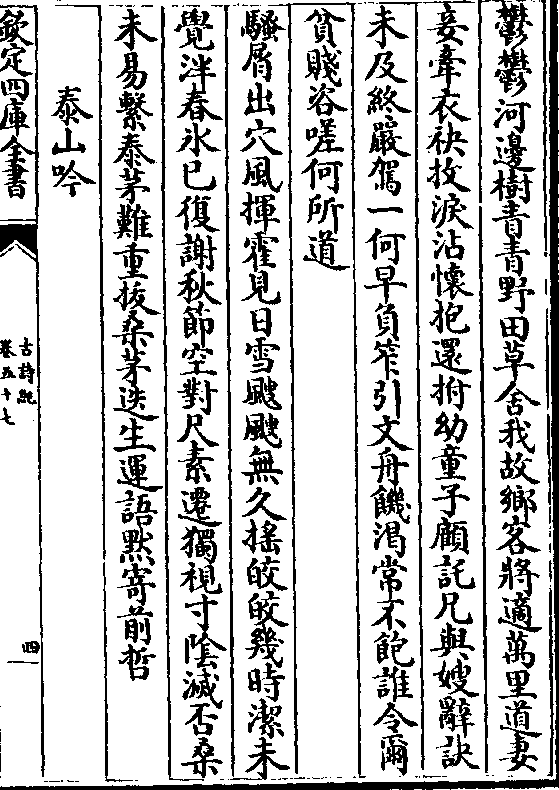 鬱鬱河邊樹青青野田草舍我故鄉客將適萬里道妻
妾牽衣袂抆淚沾懷抱還拊幼童子顧託兄與嫂辭訣
未及終嚴駕一何早負笮引文舟饑渴常不飽誰令爾
貧賤咨嗟何所道
騷屑出穴風揮霍見日雪颼颼無久搖皎皎幾時潔未
覺泮春氷已復謝秋節空對尺素遷獨視寸陰滅否桑
未易繫泰茅難重拔桑茅迭生運語默寄前哲
泰山吟
欽定四庫全書
古詩紀
卷五十七
四